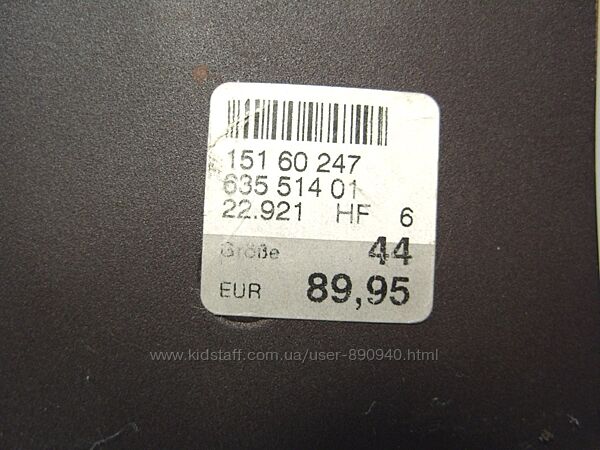 151 60 247
635 514 01
22.921 HF 6
Größe 44
EUR 89,95
www.kidstaff.com.ua/user-890940.html